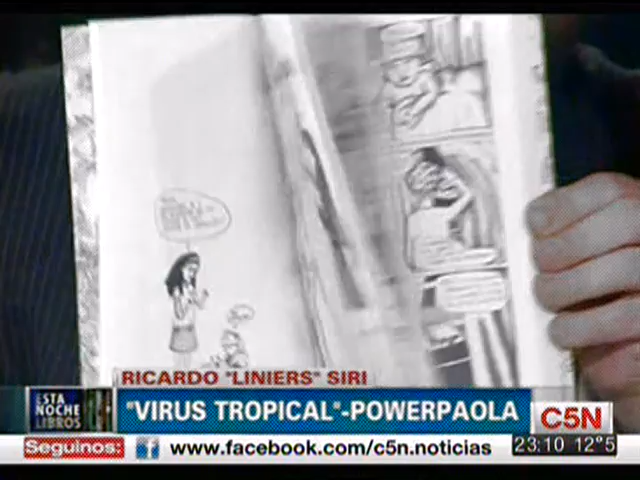 RICARDO "LINIERS" SIRI
ESTA
NOCHE
LIBROS
"VIRUS TROPICAL"-POWERPAOLA
C5N
Seguinos:
f
www.facebook.com/c5n.noticias
23:10 12°5